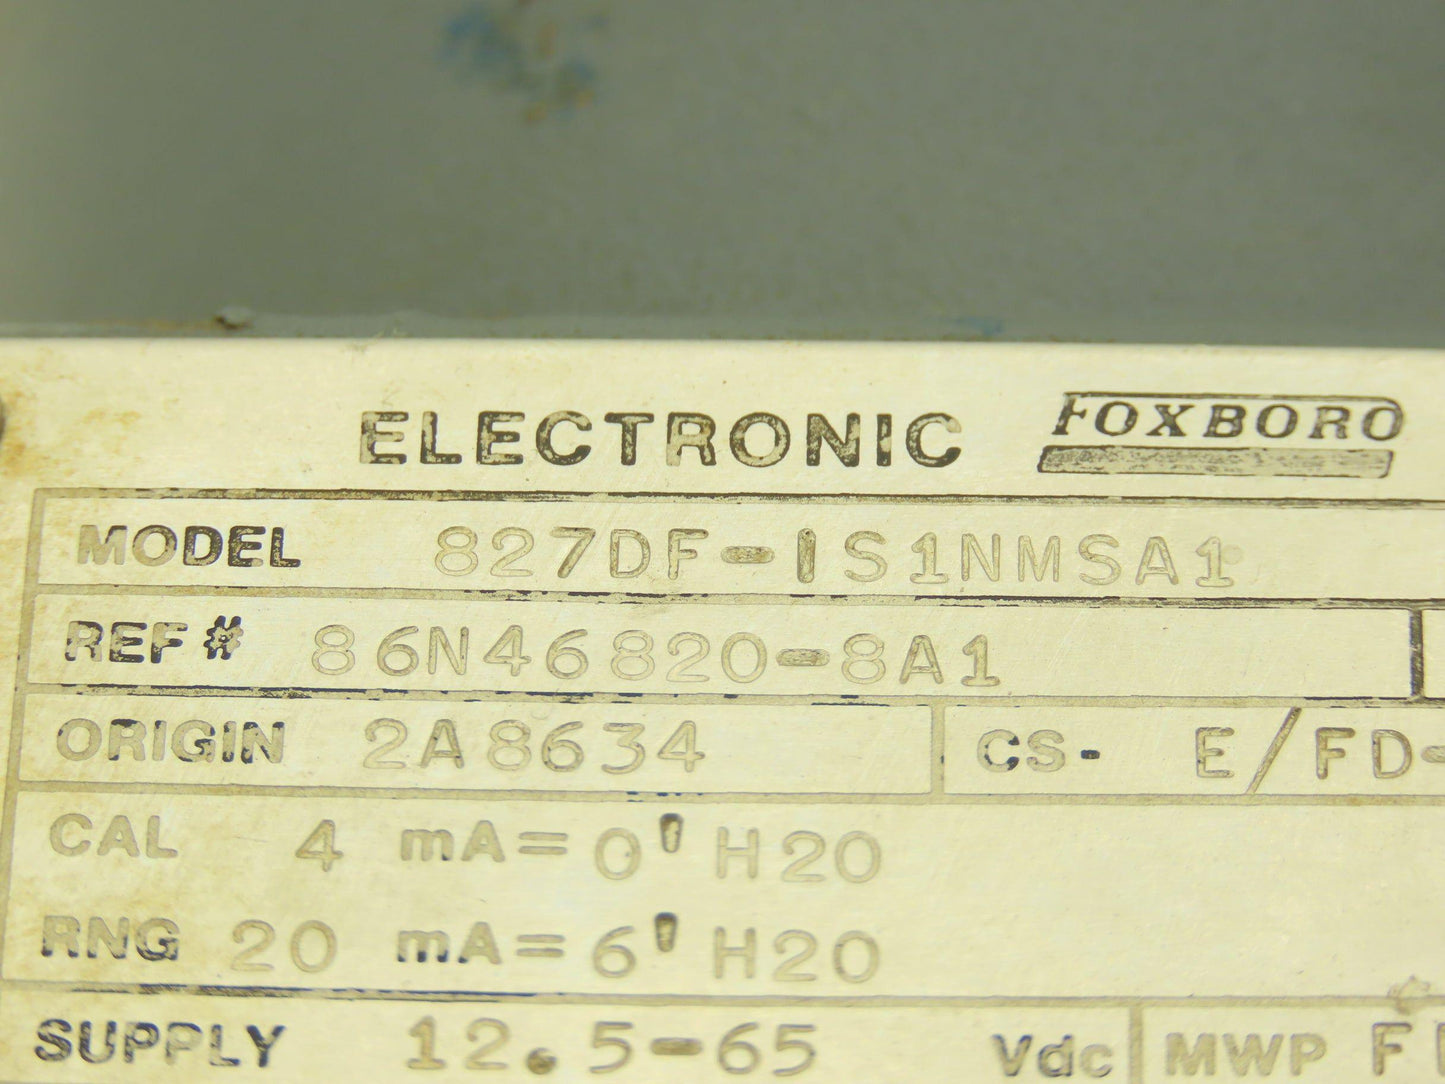 ELECTRONIC FOXBORO
MODEL 827DF-IS1NMSA1
REF # 86N46820-8A1
ORIGIN 2A8634 CS- E/FD-
CAL 4 mA=0' H20
RNG 20 mA=6' H20
SUPPLY 12.5-65 Vdc MWP F